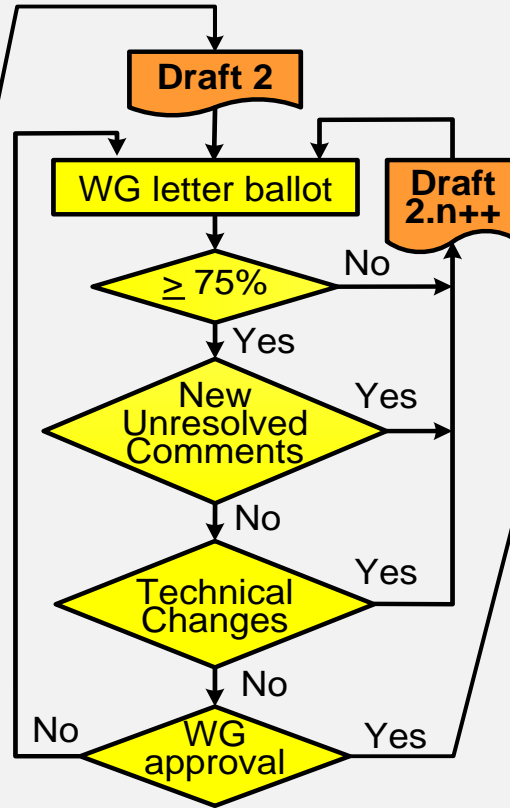 Draft 2
WG letter ballot
Draft
2.n++
≥ 75%
No
Yes
New
Unresolved
Comments
Yes
No
Technical
Changes
Yes
No
No
WG
approval
Yes